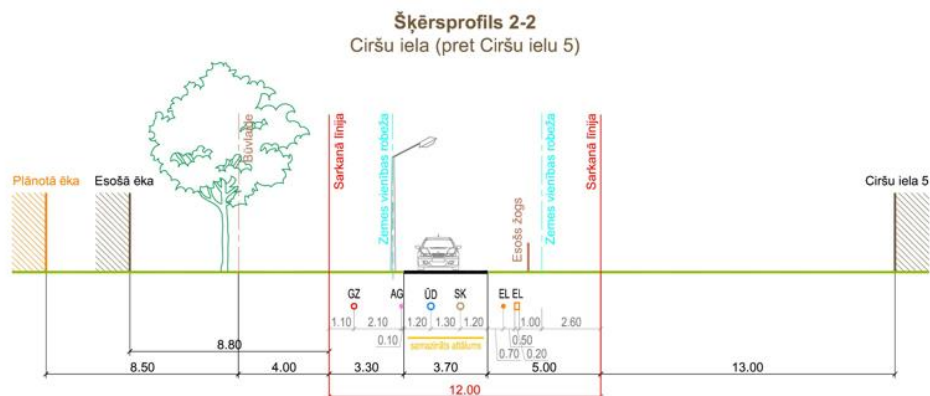 Šķērsprofils 2-2
Ciršu iela (pret Ciršu ielu 5)
Būvlaide
Sarkanā līnija
Zemes vienības robeža
Esošs žogs
Zemes vienības robeža
Sarkanā līnija
Plānotā ēka
Esošā ēka
Ciršu iela 5
GZ AG ŪD SK EL EL
1.10 2.10 1.20 1.30 1.20 1.00 2.60
0.10 0.50
samazināts attālums
0.70 0.20
8.80
8.50 4.00 3.30 3.70 5.00 13.00
12.00